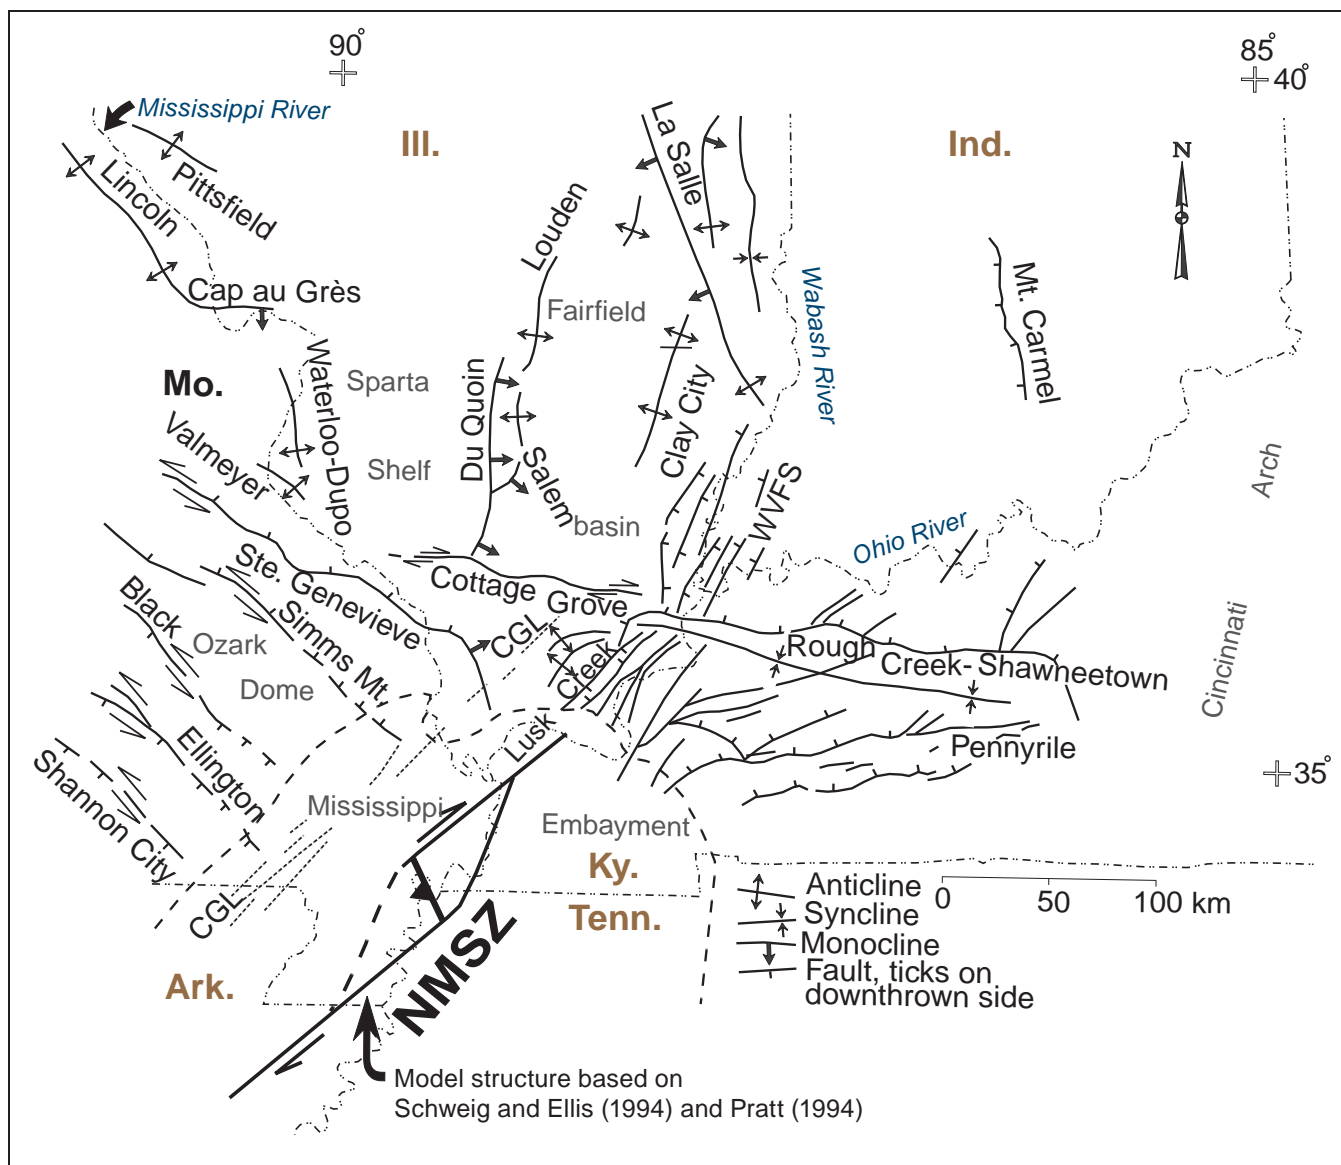 90°
85°
40°
Mississippi River
Ill.
Ind.
N
La Salle
Pittsfield
Lincoln
Louden
Cap au Grès
Fairfield
Wabash River
Mt. Carmel
Mo.
Sparta
Waterloo-Dupo
Du Quoin
Clay City
Valmeyer
Shelf
Salem
basin
WVFS
Arch
Ohio River
Ste. Genevieve
Cottage Grove
Black
Simms Mt.
CGL
Ozark
Dome
Creek
Rough
Creek-Shawneetown
Cincinnati
Lusk
Pennyrile
Ellington
Shannon City
35°
Mississippi
Embayment
Ky.
Tenn.
CGL
Ark.
NMSZ
Anticline
Syncline
Monocline
Fault, ticks on
downthrown side
0 50 100 km
Model structure based on
Schweig and Ellis (1994) and Pratt (1994)